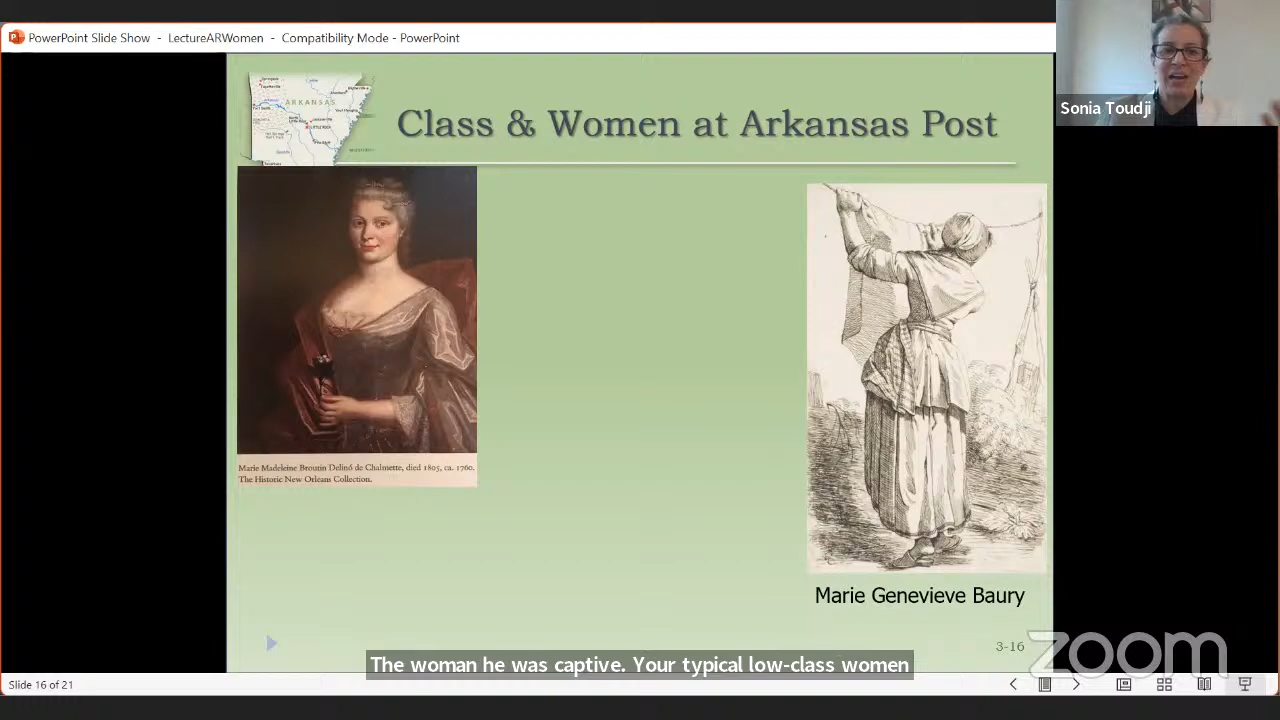 PowerPoint Slide Show - LectureARWomen - Compatibility Mode - PowerPoint
Sonia Toudji
ARKANSAS
Class & Women at Arkansas Post
Marie Madeleine Broutin Delinó de Chalmette, died 1805, ca. 1760.
The Historic New Orleans Collection.
Marie Genevieve Baury
3-16
zoom
The woman he was captive. Your typical low-class women
Slide 16 of 21